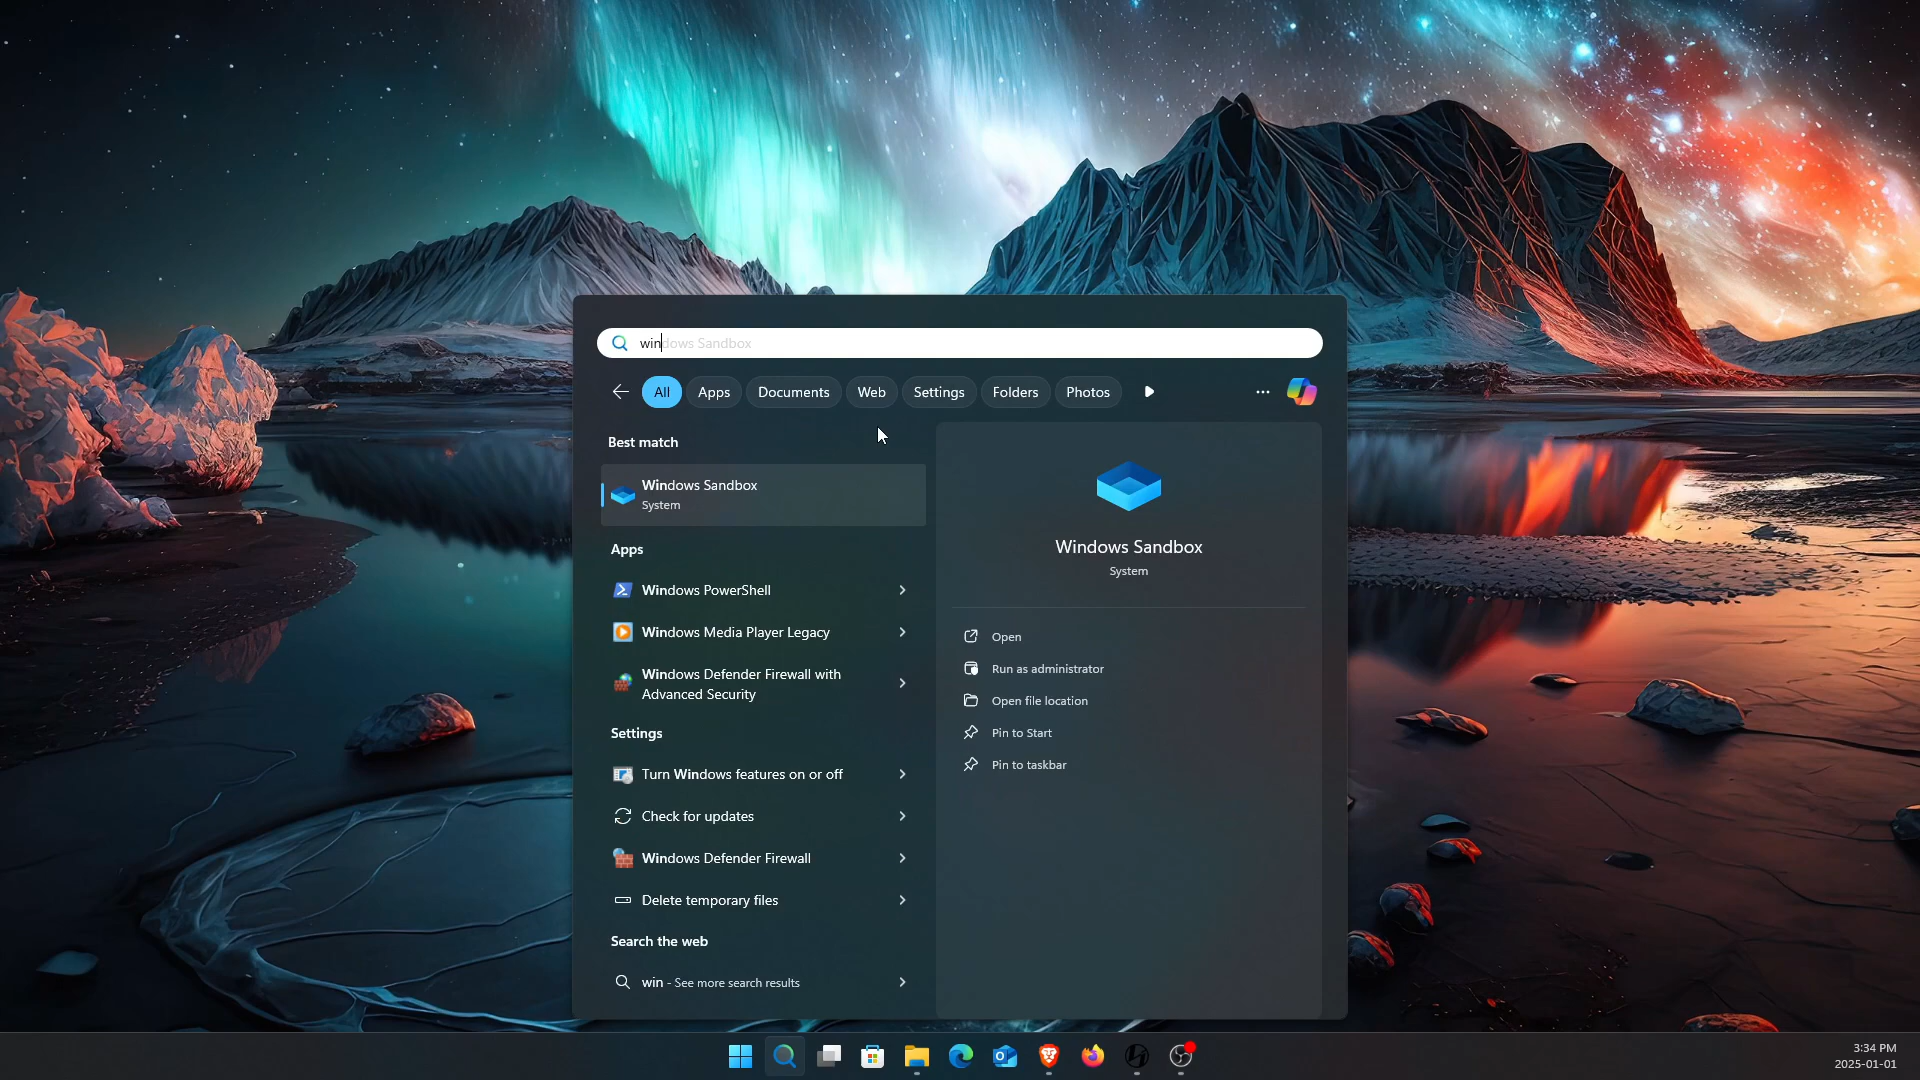 windows Sandbox
All
Apps
Documents
Web
Settings
Folders
Photos
Best match
Windows Sandbox
System
Apps
Windows PowerShell
Windows Media Player Legacy
Windows Defender Firewall with
Advanced Security
Settings
Turn Windows features on or off
Check for updates
Windows Defender Firewall
Delete temporary files
Search the web
win - See more search results
Windows Sandbox
System
Open
Run as administrator
Open file location
Pin to Start
Pin to taskbar
3:34 PM
2025-01-01